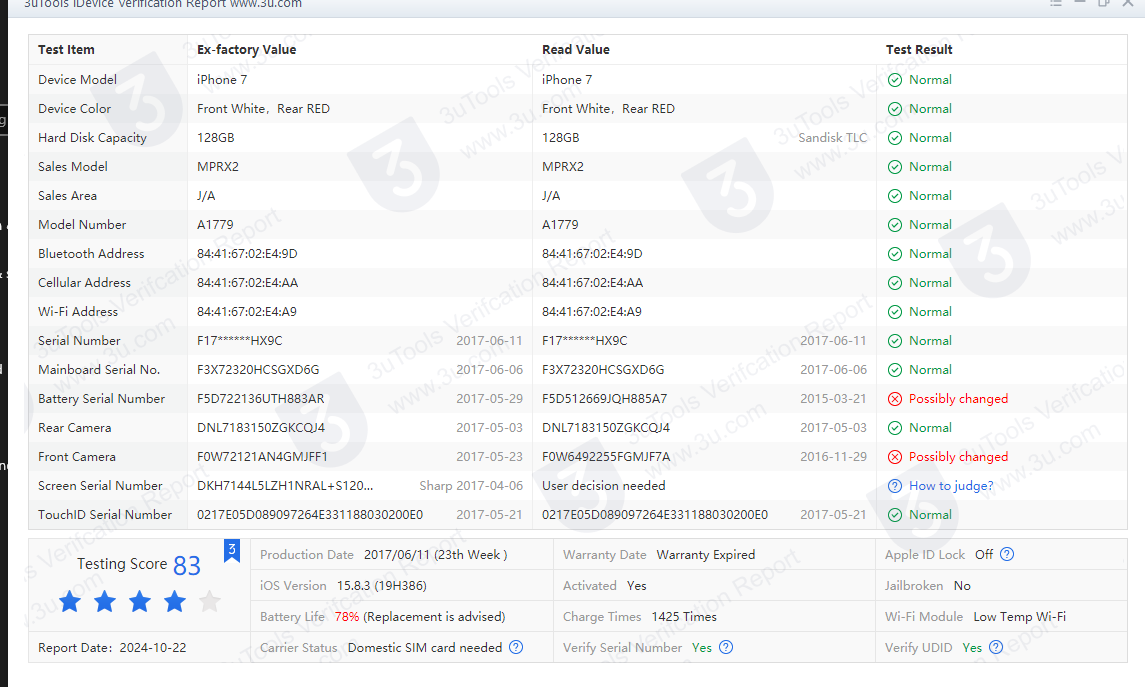 3uTools iDevice Verification Report www.3u.com
Test Item Ex-factory Value Read Value Test Result
Device Model iPhone 7 iPhone 7 Normal
Device Color Front White, Rear RED Front White, Rear RED Normal
Hard Disk Capacity 128GB 128GB Sandisk TLC Normal
Sales Model MPRX2 MPRX2 Normal
Sales Area J/A J/A Normal
Model Number A1779 A1779 Normal
Bluetooth Address 84:41:67:02:E4:9D 84:41:67:02:E4:9D Normal
Cellular Address 84:41:67:02:E4:AA 84:41:67:02:E4:AA Normal
Wi-Fi Address 84:41:67:02:E4:A9 84:41:67:02:E4:A9 Normal
Serial Number F17******HX9C 2017-06-11 F17******HX9C 2017-06-11 Normal
Mainboard Serial No. F3X72320HCSGXD6G 2017-06-06 F3X72320HCSGXD6G 2017-06-06 Normal
Battery Serial Number F5D722136UTH883AR 2017-05-29 F5D512669JQH885A7 2015-03-21 Possibly changed
Rear Camera DNL7183150ZGKCQJ4 2017-05-03 DNL7183150ZGKCQJ4 2017-05-03 Normal
Front Camera F0W72121AN4GMJFF1 2017-05-23 F0W6492255FGMJF7A 2016-11-29 Possibly changed
Screen Serial Number DKH7144L5LZH1NRAL+S120... Sharp 2017-04-06 User decision needed How to judge?
TouchID Serial Number 0217E05D089097264E331188030200E0 2017-05-21 0217E05D089097264E331188030200E0 2017-05-21 Normal
Testing Score 83
Production Date 2017/06/11 (23th Week ) Warranty Date Warranty Expired Apple ID Lock Off
iOS Version 15.8.3 (19H386) Activated Yes Jailbroken No
Battery Life 78% (Replacement is advised) Charge Times 1425 Times Wi-Fi Module Low Temp Wi-Fi
Report Date: 2024-10-22 Carrier Status Domestic SIM card needed Verify Serial Number Yes Verify UDID Yes